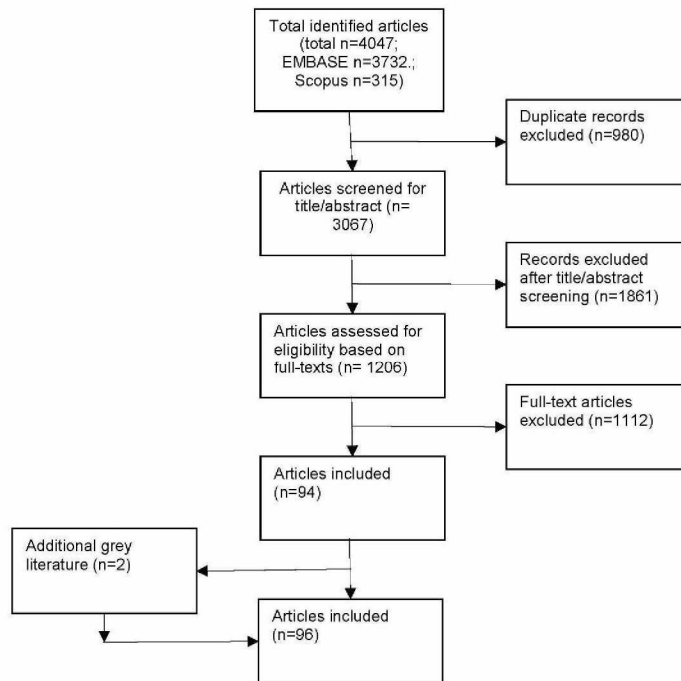 Total identified articles
(total n=4047;
EMBASE n=3732.;
Scopus n=315)
Duplicate records
excluded (n=980)
Articles screened for
title/abstract (n=
3067)
Records excluded
after title/abstract
screening (n=1861)
Articles assessed for
eligibility based on
full-texts (n= 1206)
Full-text articles
excluded (n=1112)
Articles included
(n=94)
Additional grey
literature (n=2)
Articles included
(n=96)